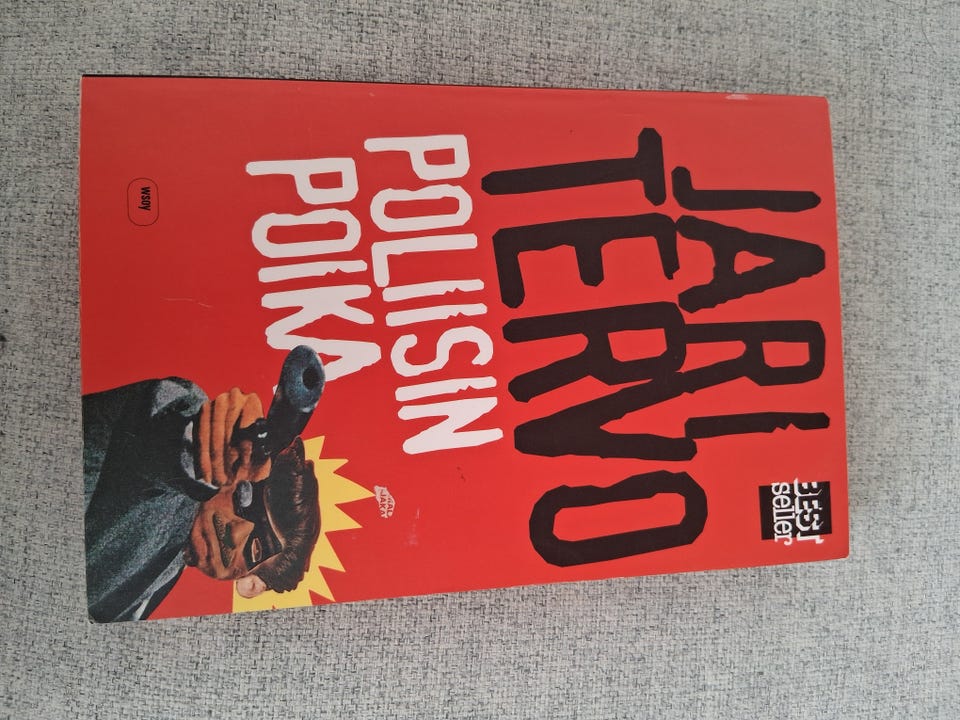 JARI
TERVO
BEST
seller
POLIISIN
POIKA
wsoy